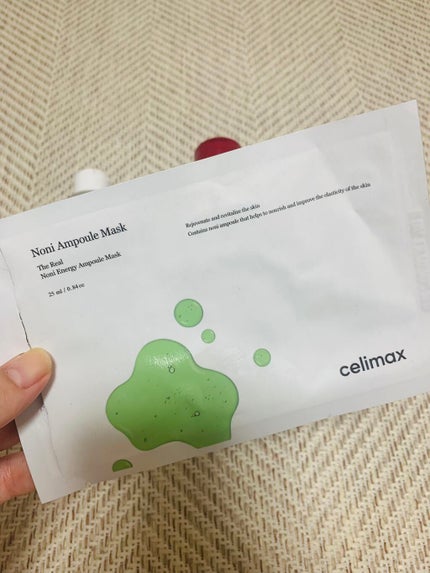 Noni Ampoule Mask
The Real
Noni Energy Ampoule Mask
25 ml / 0.84 oz
Rejuvenate and revitalize the skin
Contains noni ampoule that helps to nourish and improve the elasticity of the skin
celimax